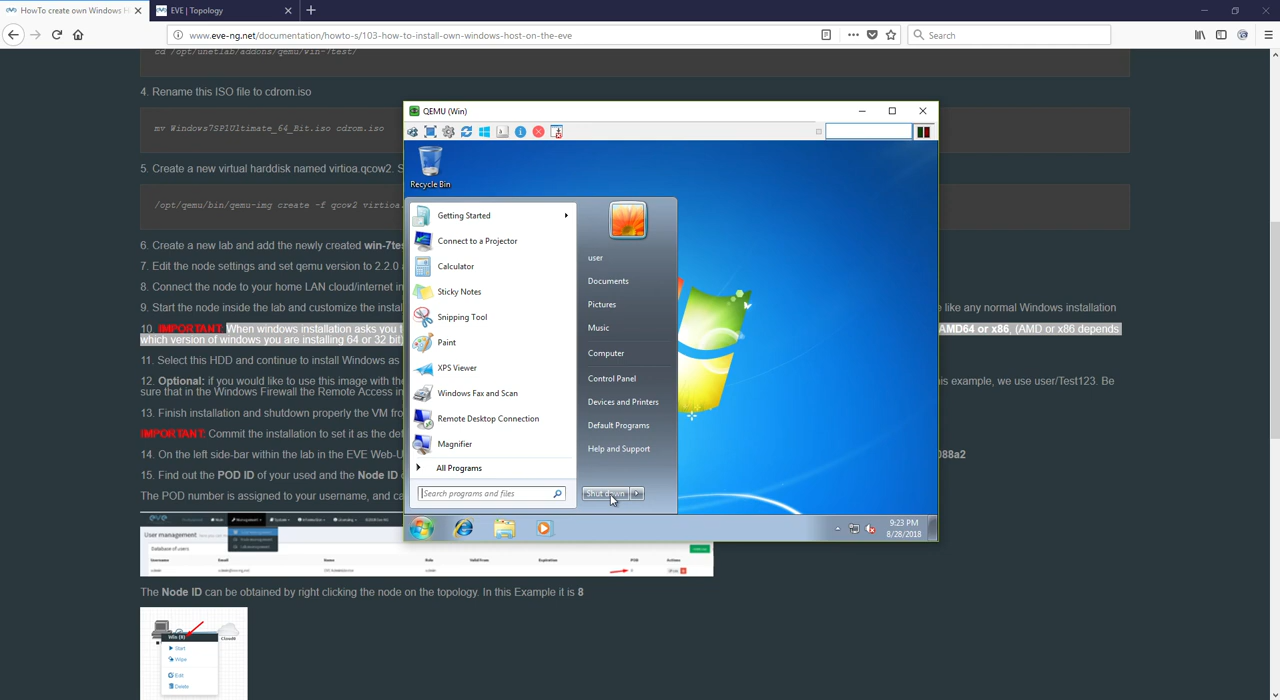 HowTo create own Windows H
EVE | Topology
www.eve-ng.net/documentation/howto-s/103-how-to-install-own-windows-host-on-the-eve
Search
cd /opt/unetlab/addons/qemu/win-7test/
4. Rename this ISO file to cdrom.iso
mv Windows7SP1Ultimate_64_Bit.iso cdrom.iso
5. Create a new virtual harddisk named virtioa.qcow2. S
/opt/qemu/bin/qemu-img create -f qcow2 virtioa.
6. Create a new lab and add the newly created win-7tes
7. Edit the node settings and set qemu version to 2.2.0 a
8. Connect the node to your home LAN cloud/internet in
9. Start the node inside the lab and customize the instal
like any normal Windows installation
10. IMPORTANT: When windows installation asks you t
AMD64 or x86, (AMD or x86 depends
which version of windows you are installing 64 or 32 bit)
11. Select this HDD and continue to install Windows as
12. Optional: if you would like to use this image with the
his example, we use user/Test123. Be
sure that in the Windows Firewall the Remote Access in
13. Finish installation and shutdown properly the VM fro
IMPORTANT: Commit the installation to set it as the def
14. On the left side-bar within the lab in the EVE Web-U
088a2
15. Find out the POD ID of your used and the Node ID o
The POD number is assigned to your username, and ca
QEMU (Win)
Recycle Bin
Getting Started
Connect to a Projector
Calculator
Sticky Notes
Snipping Tool
Paint
XPS Viewer
Windows Fax and Scan
Remote Desktop Connection
Magnifier
All Programs
Search programs and files
user
Documents
Pictures
Music
Computer
Control Panel
Devices and Printers
Default Programs
Help and Support
Shut down
9:23 PM
8/28/2018
User management
Database of users
The Node ID can be obtained by right clicking the node on the topology. In this Example it is 8
Win (8)
Cloud0
Start
Wipe
Edit
Delete